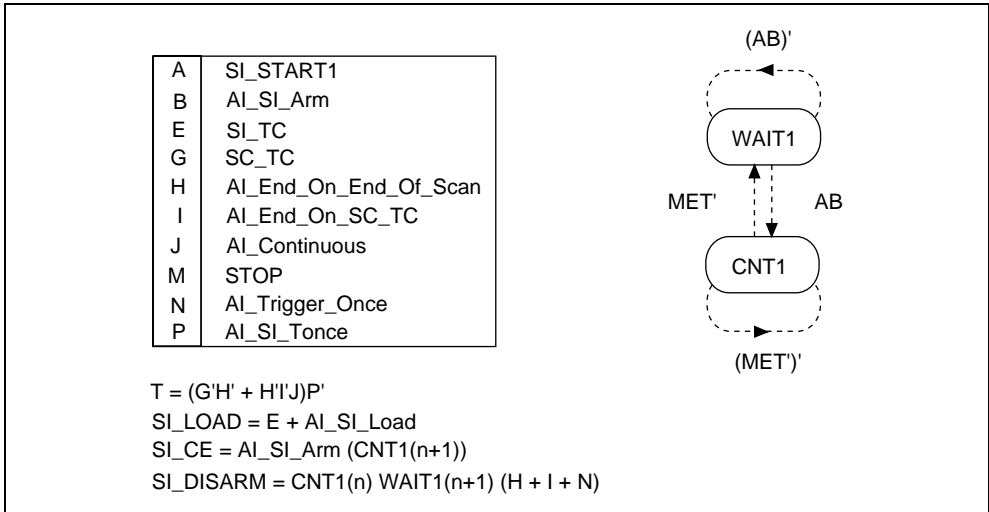 A SI_START1
B AI_SI_Arm
E SI_TC
G SC_TC
H AI_End_On_End_Of_Scan
I AI_End_On_SC_TC
J AI_Continuous
M STOP
N AI_Trigger_Once
P AI_SI_Tonce
(AB)'
WAIT1
MET'
AB
CNT1
(MET')'
T = (G'H' + H'I'J)P'
SI_LOAD = E + AI_SI_Load
SI_CE = AI_SI_Arm (CNT1(n+1))
SI_DISARM = CNT1(n) WAIT1(n+1) (H + I + N)